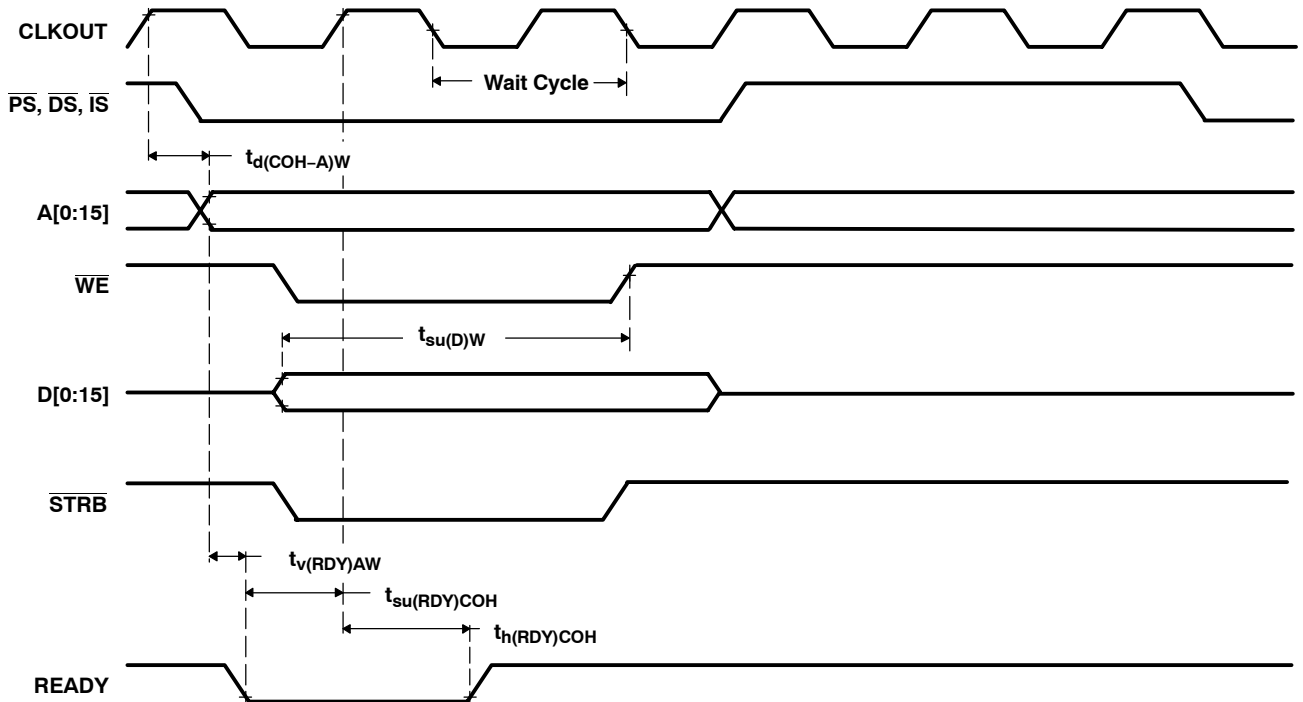 CLKOUT
Wait Cycle
PS, DS, IS
td(COH–A)W
A[0:15]
WE
tsu(D)W
D[0:15]
STRB
tv(RDY)AW
tsu(RDY)COH
th(RDY)COH
READY